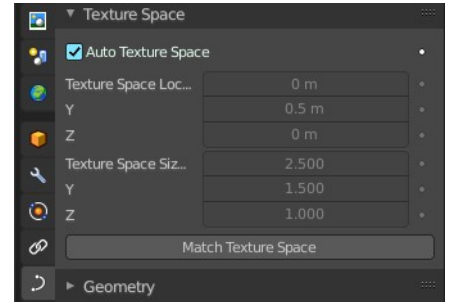 Texture Space
Auto Texture Space
Texture Space Loc... 0 m
Y 0.5 m
Z 0 m
Texture Space Siz... 2.500
Y 1.500
Z 1.000
Match Texture Space
Geometry